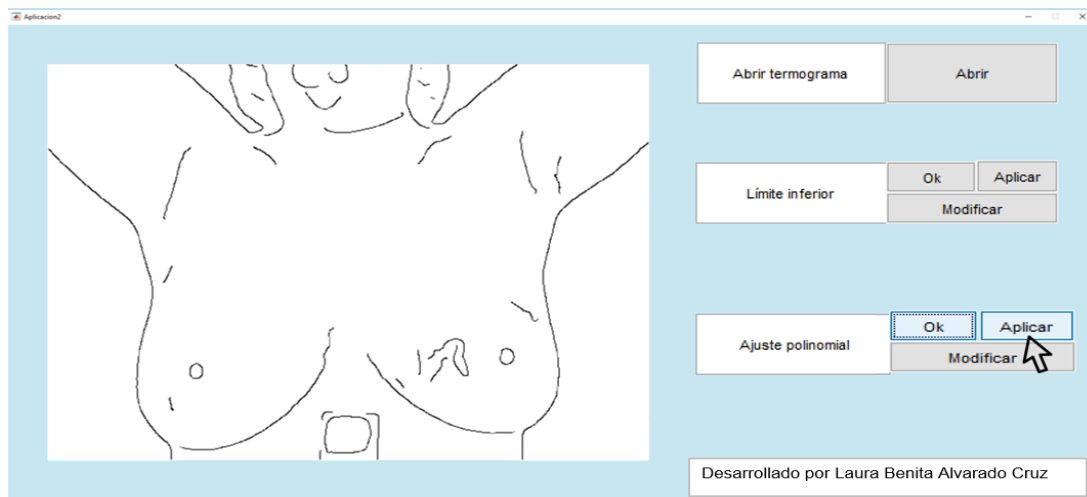 Aplicacion2
Abrir termograma
Abrir
Límite inferior
Ok
Aplicar
Modificar
Ajuste polinomial
Ok
Aplicar
Modificar
Desarrollado por Laura Benita Alvarado Cruz